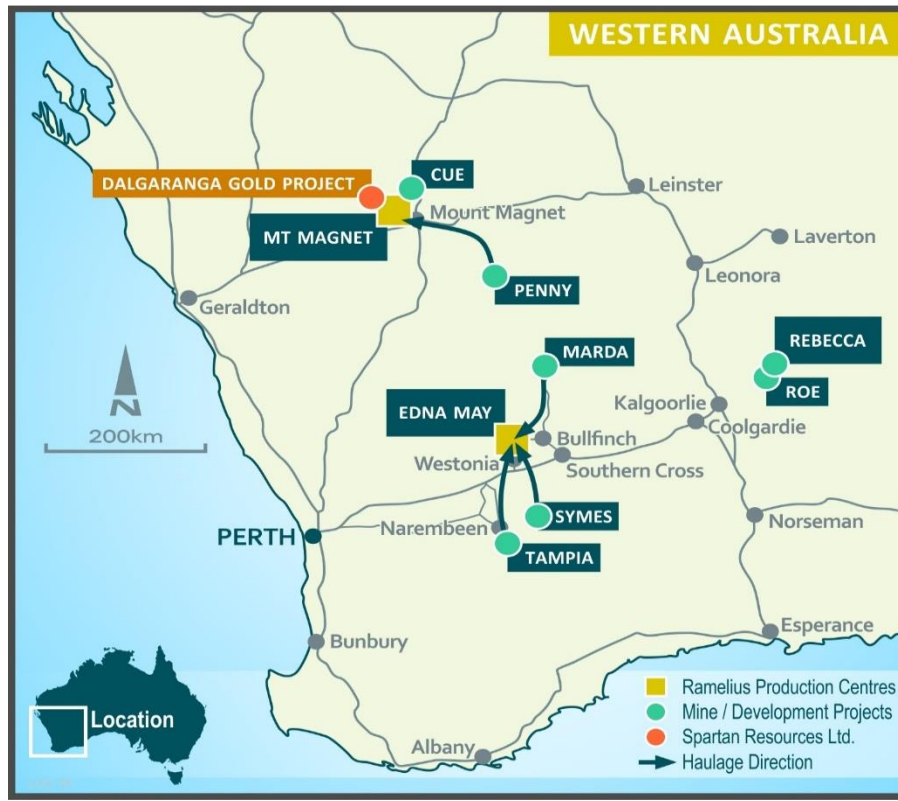 WESTERN AUSTRALIA
DALGARANGA GOLD PROJECT
CUE
Leinster
Mount Magnet
MT MAGNET
Laverton
Leonora
PENNY
Geraldton
MARDA
REBECCA
ROE
N
200km
EDNA MAY
Kalgoorlie
Coolgardie
Bullfinch
Westonia
Southern Cross
SYMES
Norseman
Narembeen
PERTH
TAMPIA
Esperance
Bunbury
Ramelius Production Centres
Mine / Development Projects
Spartan Resources Ltd.
Haulage Direction
Location
Albany